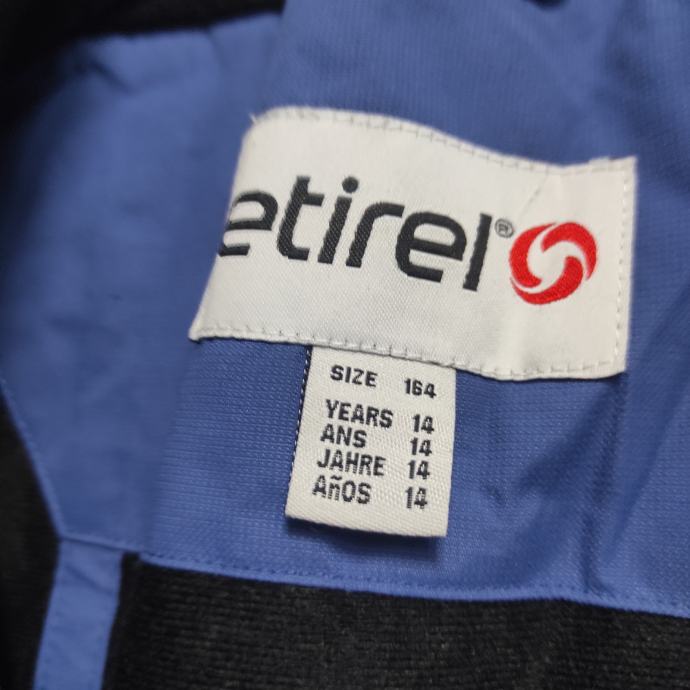 etirel®
SIZE 164
YEARS 14
ANS 14
JAHRE 14
AñOS 14